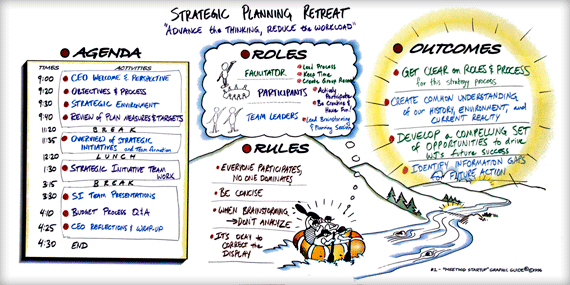 STRATEGIC PLANNING RETREAT
"ADVANCE the THINKING, REDUCE the WORKLOAD"
AGENDA
TIMES ACTIVITIES
9:00 CEO WELCOME & PERSPECTIVE
9:20 OBJECTIVES & PROCESS
9:30 STRATEGIC ENVIRONMENT
9:40 REVIEW OF PLAN MEASURES & TARGETS
11:20 BREAK
11:35 OVERVIEW OF STRATEGIC
INITIATIVES and TEAM formation
12:20 LUNCH
1:30 STRATEGIC INITIATIVE TEAM
WORK
3:15 BREAK
3:30 SI TEAM PRESENTATIONS
4:10 BUDGET PROCESS Q&A
4:25 CEO REFLECTIONS & WRAP-UP
4:30 END
ROLES
FACILITATOR
Lead Process
Keep Time
Create Group Record
PARTICIPANTS
Actively
Participate
Be Creative &
Have Fun!
TEAM LEADERS
Lead Brainstorming
& Planning Session
RULES
EVERYONE PARTICIPATES,
NO ONE DOMINATES
BE CONCISE
WHEN BRAINSTORMING
DON'T ANALYZE
IT'S OKAY TO
CORRECT the
DISPLAY
OUTCOMES
GET CLEAR on ROLES & PROCESS
for this strategy process
CREATE COMMON UNDERSTANDING
of OUR HISTORY, ENVIRONMENT, and
CURRENT REALITY
DEVELOP a COMPELLING SET
of OPPORTUNITIES to drive
WJ's FUTURE SUCCESS
IDENTIFY INFORMATION GAPS
FUTURE ACTION
#1 - "MEETING STARTUP" GRAPHIC GUIDE ©1996